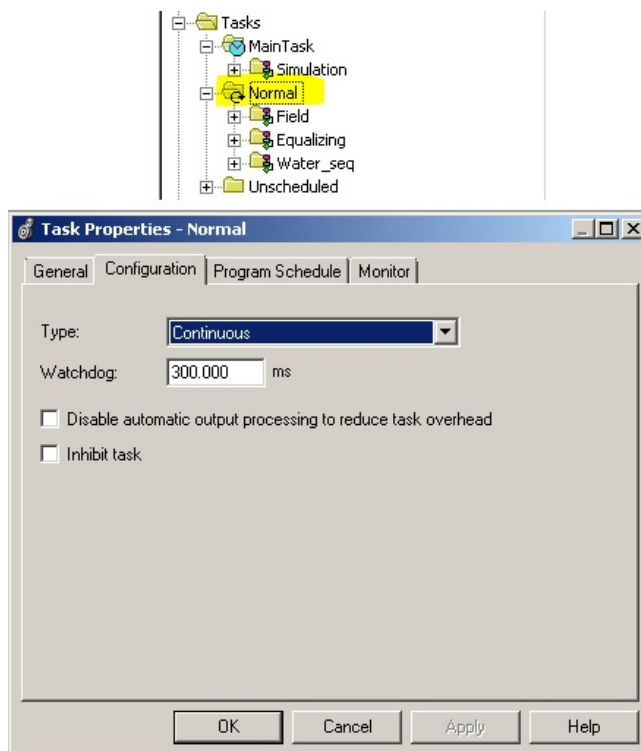 Tasks
MainTask
Simulation
Normal
Field
Equalizing
Water_seq
Unscheduled
Task Properties - Normal
General Configuration Program Schedule Monitor
Type: Continuous
Watchdog: 300.000 ms
Disable automatic output processing to reduce task overhead
Inhibit task
OK Cancel Apply Help